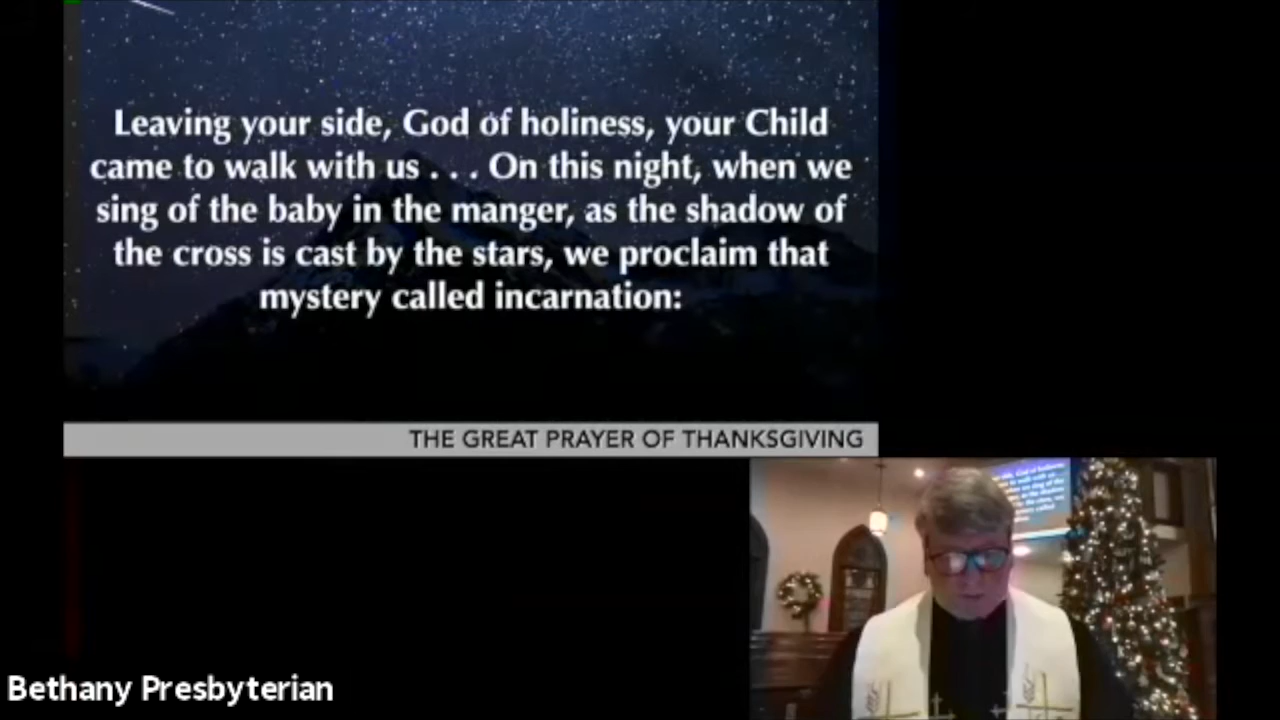 Leaving your side, God of holiness, your Child
came to walk with us . . . On this night, when we
sing of the baby in the manger, as the shadow of
the cross is cast by the stars, we proclaim that
mystery called incarnation:
THE GREAT PRAYER OF THANKSGIVING
Bethany Presbyterian